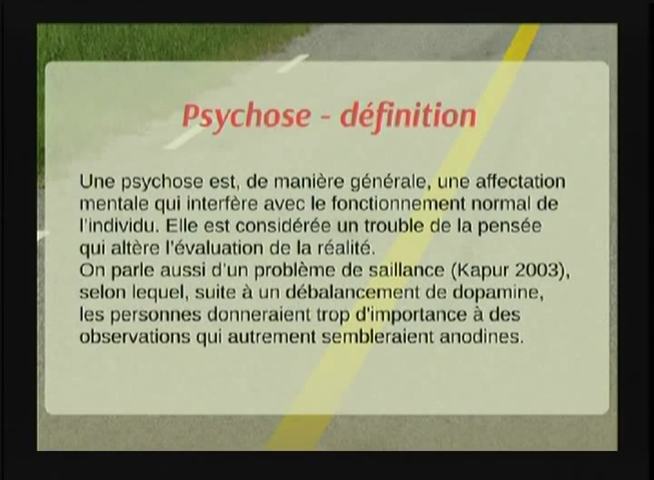 Psychose - définition
Une psychose est, de manière générale, une affectation
mentale qui interfère avec le fonctionnement normal de
l'individu. Elle est considérée un trouble de la pensée
qui altère l'évaluation de la réalité.
On parle aussi d'un problème de saillance (Kapur 2003),
selon lequel, suite à un débalancement de dopamine,
les personnes donneraient trop d'importance à des
observations qui autrement sembleraient anodines.